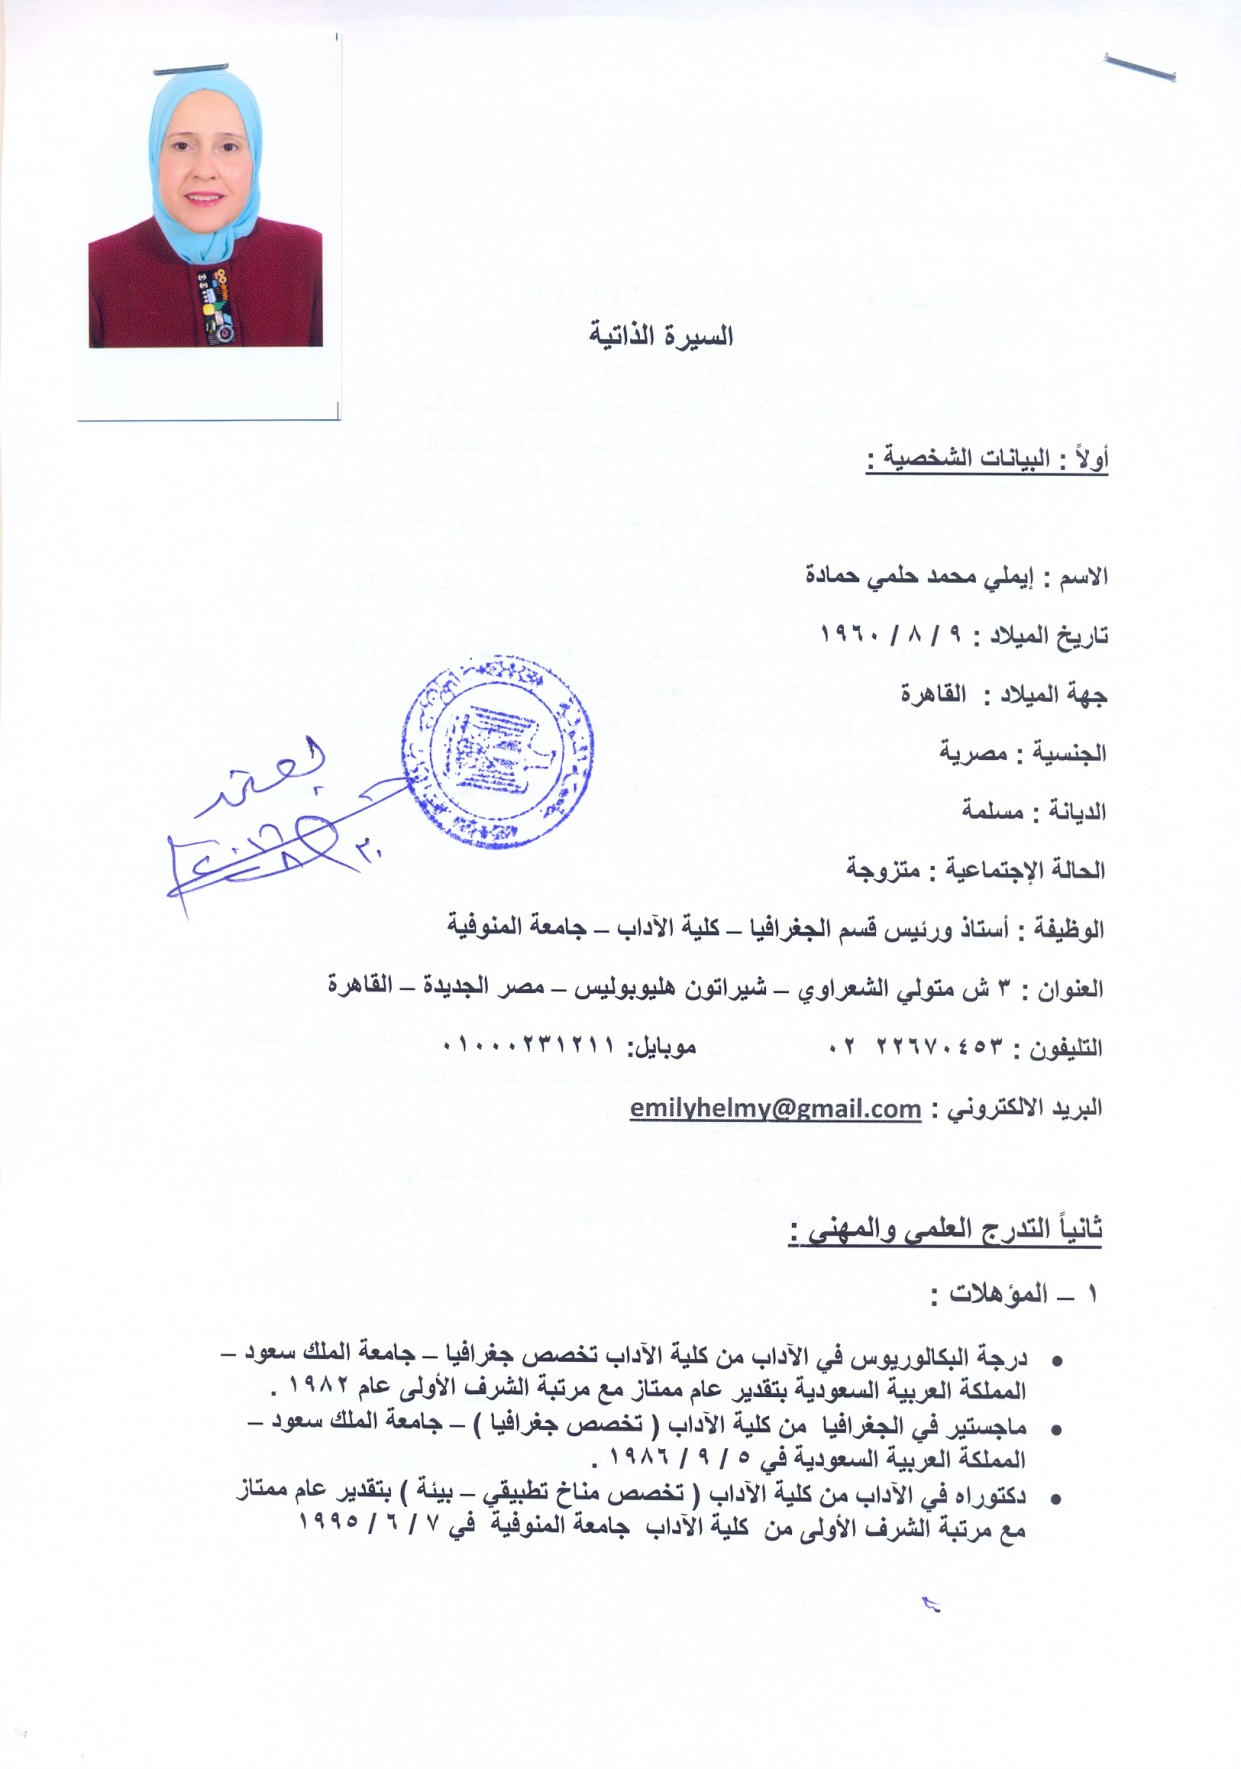 السيرة الذاتية
أولاً : البيانات الشخصية :
الاسم : إيملي محمد حلمي حمادة
تاريخ الميلاد : ٩ / ٨ / ١٩٦٠
جهة الميلاد : القاهرة
الجنسية : مصرية
الديانة : مسلمة
الحالة الإجتماعية : متزوجة
يعتمد
الوظيفة : أستاذ ورئيس قسم الجغرافيا – كلية الآداب – جامعة المنوفية
العنوان : ٣ ش متولي الشعراوي – شيراتون هليوبوليس – مصر الجديدة – القاهرة
التليفون : ٢٢٦٧٠٤٥٣ ٠٢ موبايل: ٠١٠٠٠٢٣١٢١١
البريد الالكتروني : emilyhelmy@gmail.com
ثانياً التدرج العلمي والمهني :
١ – المؤهلات :
• درجة البكالوريوس في الآداب من كلية الآداب تخصص جغرافيا – جامعة الملك سعود –
المملكة العربية السعودية بتقدير عام ممتاز مع مرتبة الشرف الأولى عام ١٩٨٢ .
• ماجستير في الجغرافيا من كلية الآداب ( تخصص جغرافيا ) – جامعة الملك سعود –
المملكة العربية السعودية في ٥ / ٩ / ١٩٨٦ .
• دكتوراه في الآداب من كلية الآداب ( تخصص مناخ تطبيقي – بيئة ) بتقدير عام ممتاز
مع مرتبة الشرف الأولى من كلية الآداب جامعة المنوفية في ٧ / ٦ / ١٩٩٥